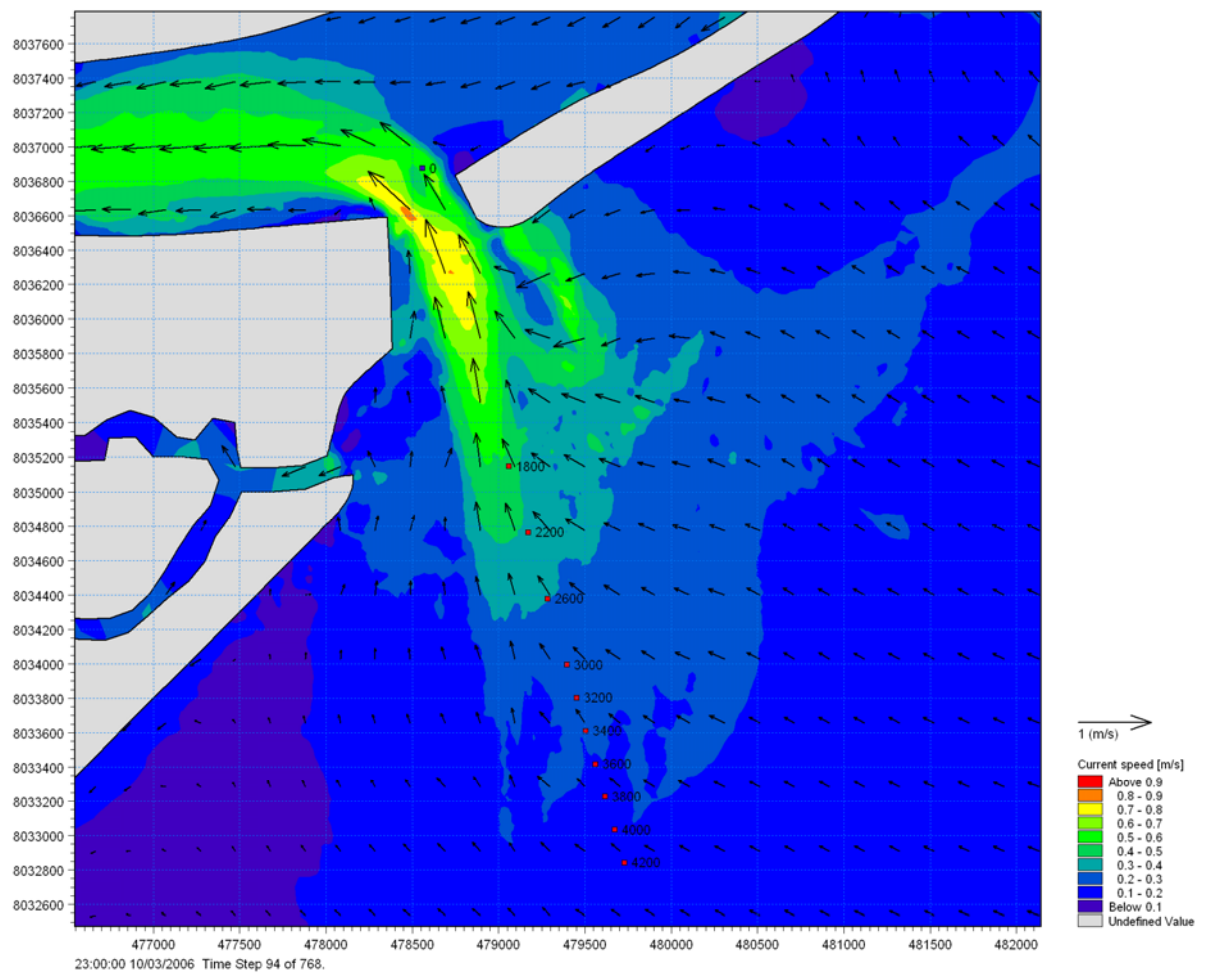 8037600
8037400
8037200
8037000
8036800
8036600
8036400
8036200
8036000
8035800
8035600
8035400
8035200
8035000
8034800
8034600
8034400
8034200
8034000
8033800
8033600
8033400
8033200
8033000
8032800
8032600
0
1800
2200
2600
3000
3200
3400
3600
3800
4000
4200
477000 477500 478000 478500 479000 479500 480000 480500 481000 481500 482000
23:00:00 10/03/2006 Time Step 94 of 768.
1 (m/s)
Current speed [m/s]
Above 0.9
0.8 - 0.9
0.7 - 0.8
0.6 - 0.7
0.5 - 0.6
0.4 - 0.5
0.3 - 0.4
0.2 - 0.3
0.1 - 0.2
Below 0.1
Undefined Value